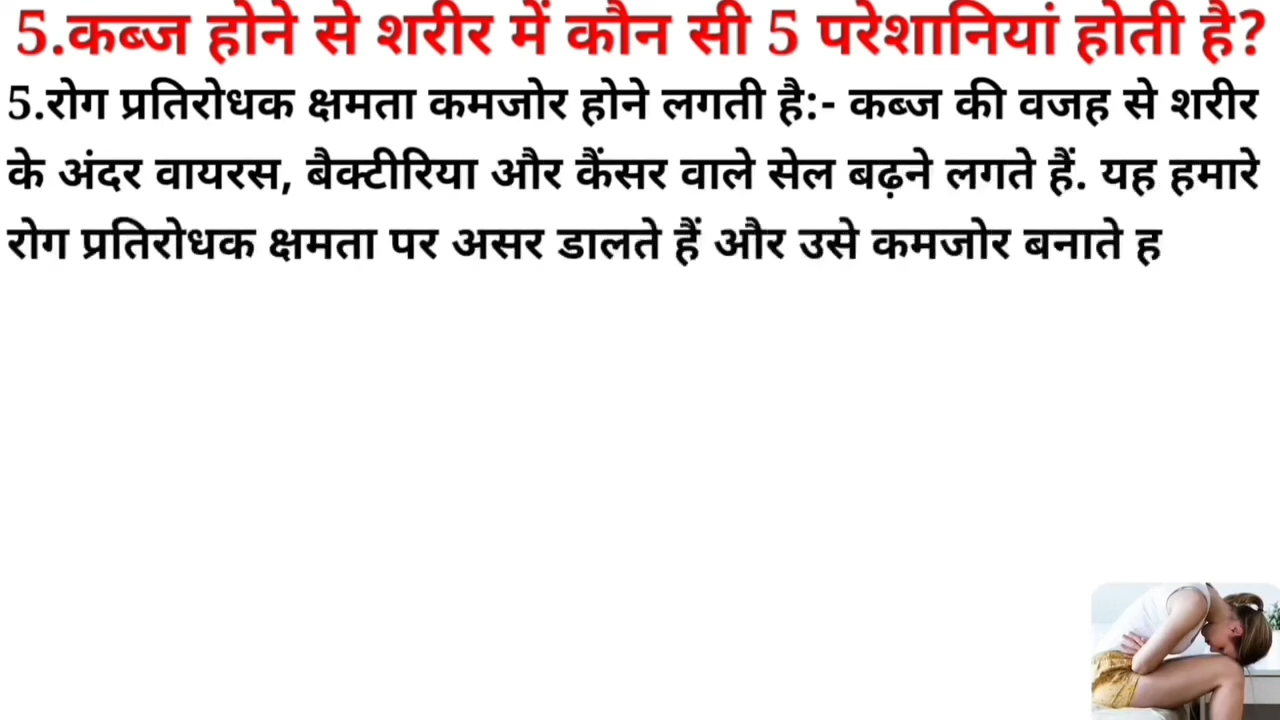 5.कब्ज होने से शरीर में कौन सी 5 परेशानियां होती है?
5.रोग प्रतिरोधक क्षमता कमजोर होने लगती है:- कब्ज की वजह से शरीर
के अंदर वायरस, बैक्टीरिया और कैंसर वाले सेल बढ़ने लगते हैं. यह हमारे
रोग प्रतिरोधक क्षमता पर असर डालते हैं और उसे कमजोर बनाते ह